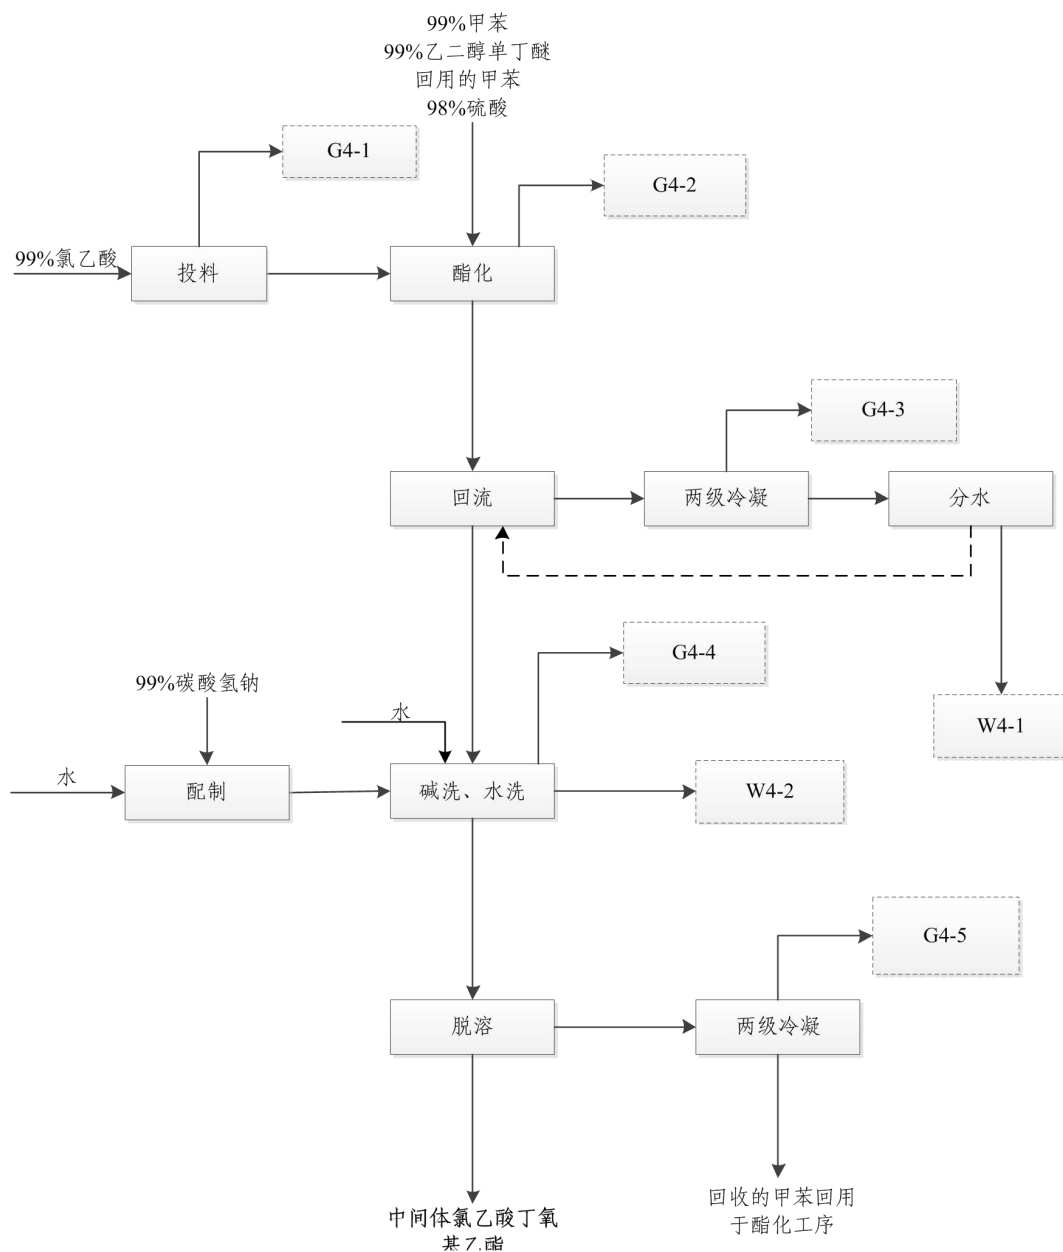 99%甲苯
99%乙二醇单丁醚
回用的甲苯
98%硫酸
G4-1
G4-2
99%氯乙酸
投料
酯化
G4-3
回流
两级冷凝
分水
G4-4
99%碳酸氢钠
水
W4-1
水
配制
碱洗、水洗
W4-2
G4-5
脱溶
两级冷凝
回收的甲苯回用
于酯化工序
中间体氯乙酸丁氧
基乙酯